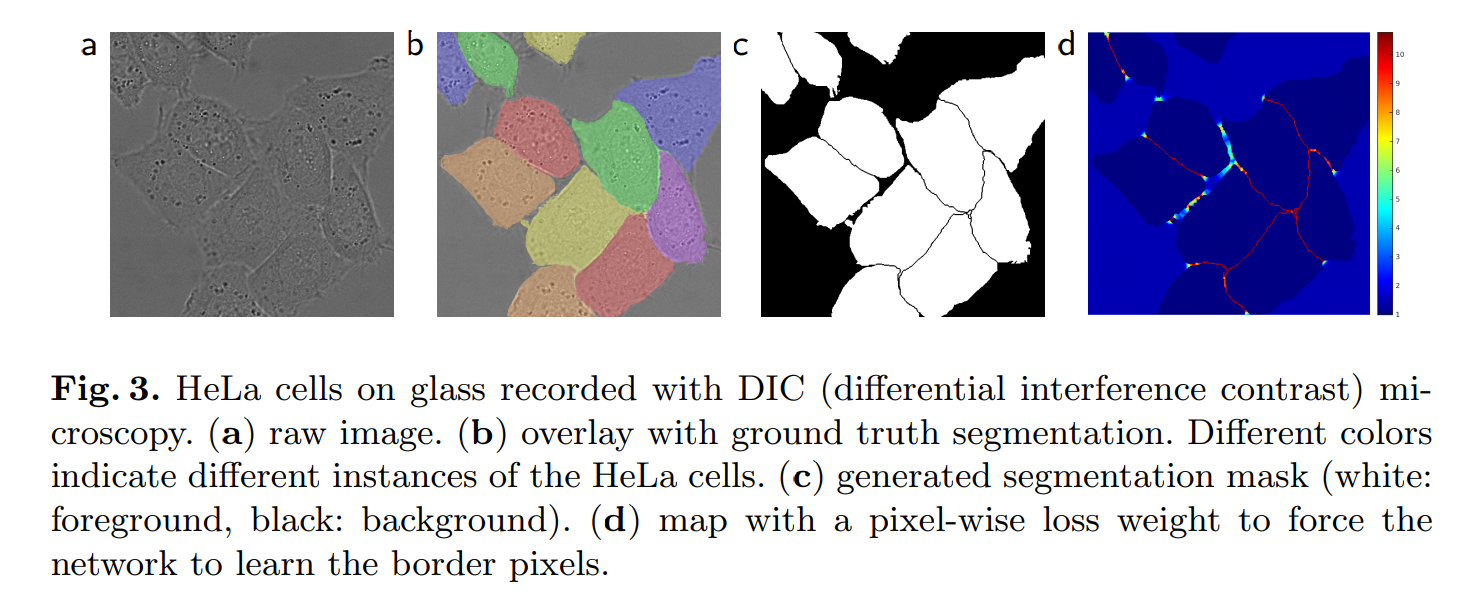 a b c d
10
9
8
7
6
5
4
3
2
1
Fig. 3. HeLa cells on glass recorded with DIC (differential interference contrast) mi-
croscopy. (a) raw image. (b) overlay with ground truth segmentation. Different colors
indicate different instances of the HeLa cells. (c) generated segmentation mask (white:
foreground, black: background). (d) map with a pixel-wise loss weight to force the
network to learn the border pixels.